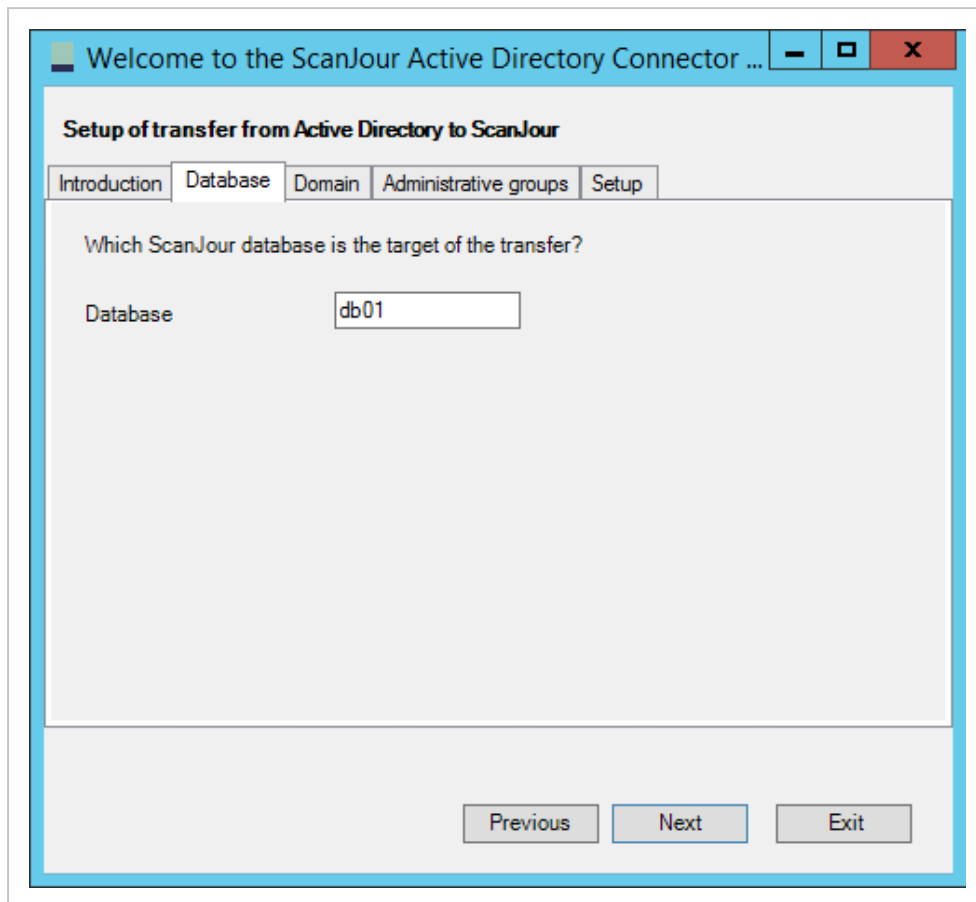 Welcome to the ScanJour Active Directory Connector ...
Setup of transfer from Active Directory to ScanJour
Introduction Database Domain Administrative groups Setup
Which ScanJour database is the target of the transfer?
Database db01
Previous Next Exit